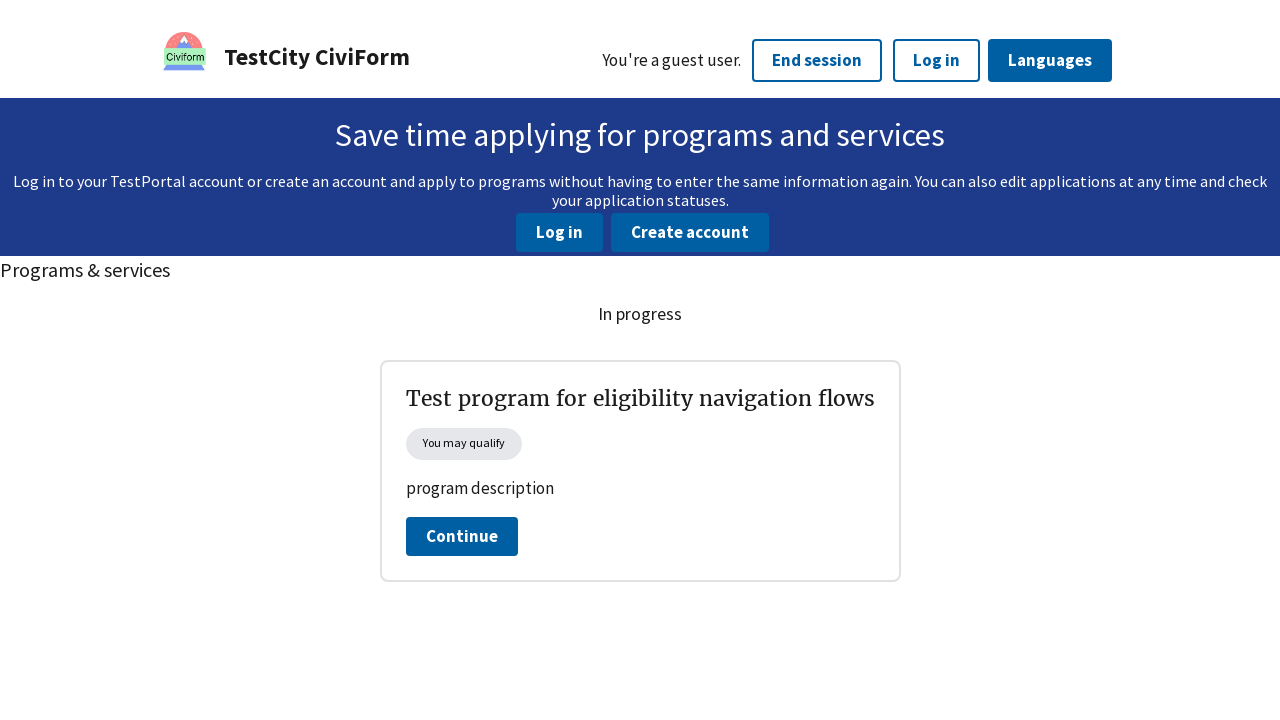 Civiform
TestCity CiviForm
You're a guest user.
End session
Log in
Languages
Save time applying for programs and services
Log in to your TestPortal account or create an account and apply to programs without having to enter the same information again. You can also edit applications at any time and check
your application statuses.
Log in
Create account
Programs & services
In progress
Test program for eligibility navigation flows
You may qualify
program description
Continue